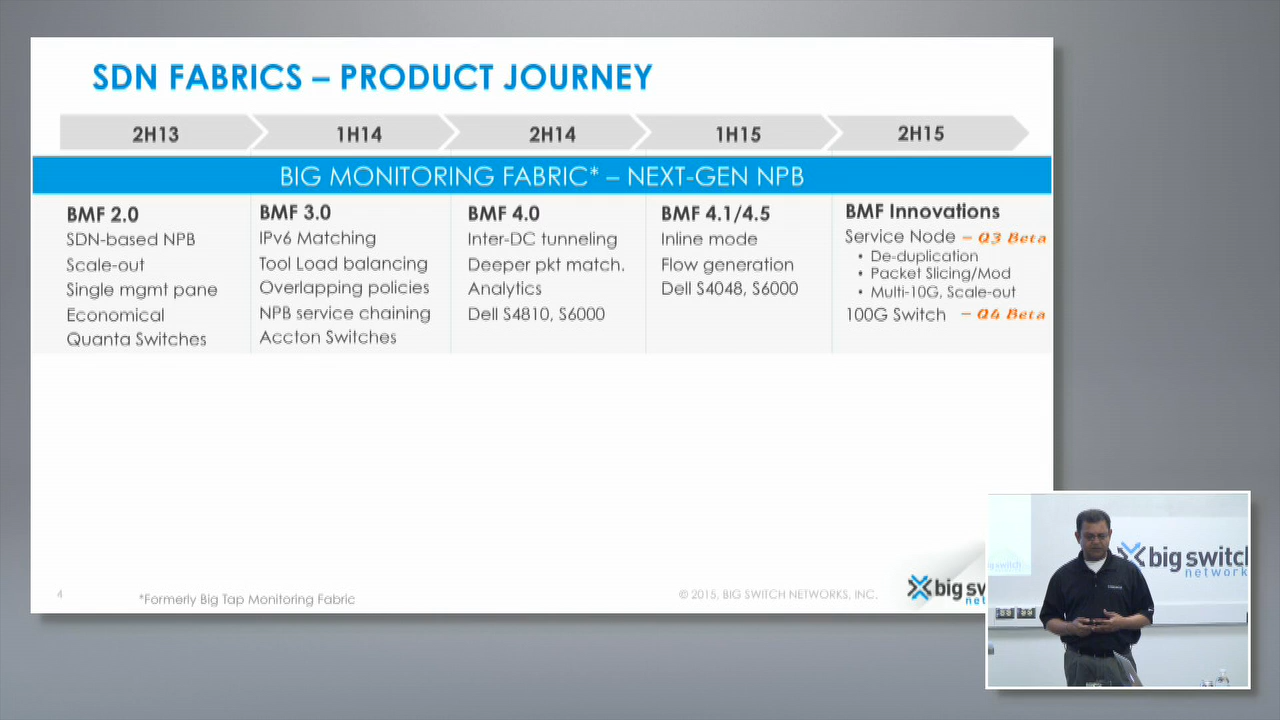 SDN FABRICS – PRODUCT JOURNEY
2H13
1H14
2H14
1H15
2H15
BIG MONITORING FABRIC* – NEXT-GEN NPB
BMF 2.0
SDN-based NPB
Scale-out
Single mgmt pane
Economical
Quanta Switches
BMF 3.0
IPv6 Matching
Tool Load balancing
Overlapping policies
NPB service chaining
Accton Switches
BMF 4.0
Inter-DC tunneling
Deeper pkt match.
Analytics
Dell S4810, S6000
BMF 4.1/4.5
Inline mode
Flow generation
Dell S4048, S6000
BMF Innovations
Service Node – Q3 Beta
• De-duplication
• Packet Slicing/Mod
• Multi-10G, Scale-out
100G Switch – Q4 Beta
4
*Formerly Big Tap Monitoring Fabric
© 2015, BIG SWITCH NETWORKS, INC.
big sw
net
big switch
network